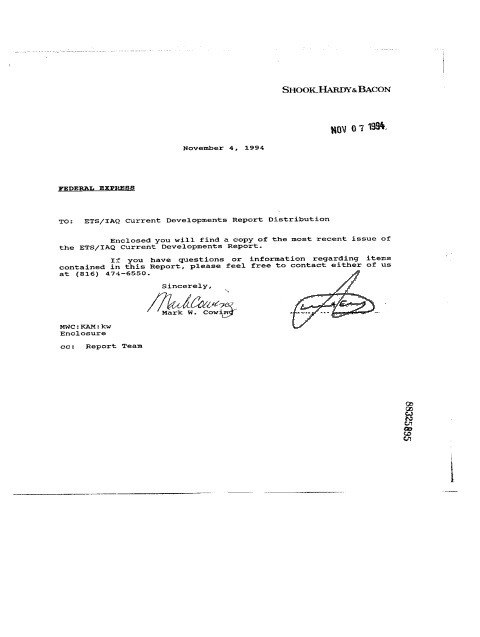 SHOOK, HARDY & BACON
NOV 07 1994
November 4, 1994
FEDERAL EXPRESS
TO: ETS/IAQ Current Developments Report Distribution
Enclosed you will find a copy of the most recent issue of
the ETS/IAQ Current Developments Report.
If you have questions or information regarding items
contained in this Report, please feel free to contact either of us
at (816) 474-6550.
Sincerely,
Mark Cowing
Mark W. Cowing
MWC:KAM:kw
Enclosure
cc: Report Team
88325895